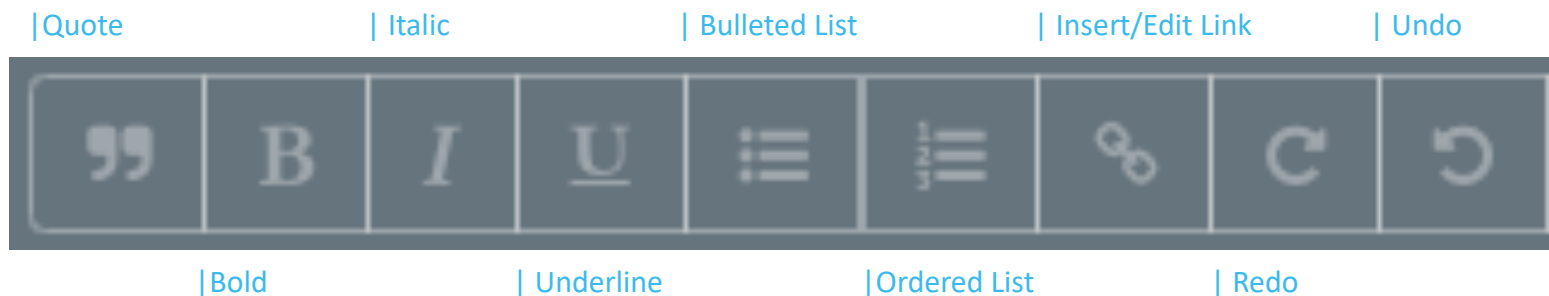 |Quote | Italic | Bulleted List | Insert/Edit Link | Undo
B I U 1 2 3
|Bold | Underline |Ordered List | Redo